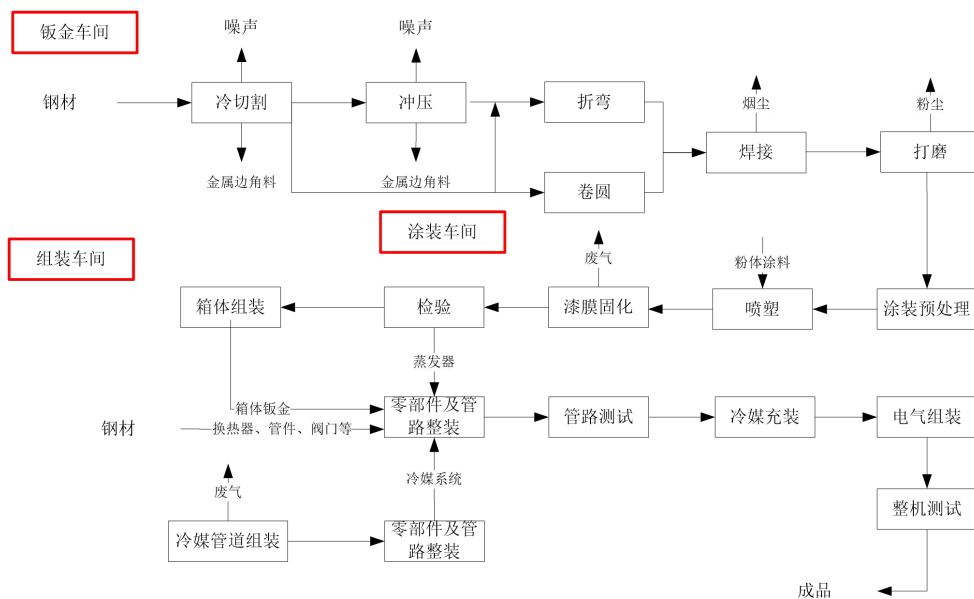 钣金车间
噪声
噪声
钢材
冷切割
冲压
折弯
烟尘
粉尘
焊接
打磨
金属边角料
金属边角料
卷圆
涂装车间
组装车间
废气
粉体涂料
箱体组装
检验
漆膜固化
喷塑
涂装预处理
蒸发器
箱体钣金
零部件及管
路整装
管路测试
冷媒充装
电气组装
钢材
换热器、管件、阀门等
冷媒系统
废气
整机测试
冷媒管道组装
零部件及管
路整装
成品